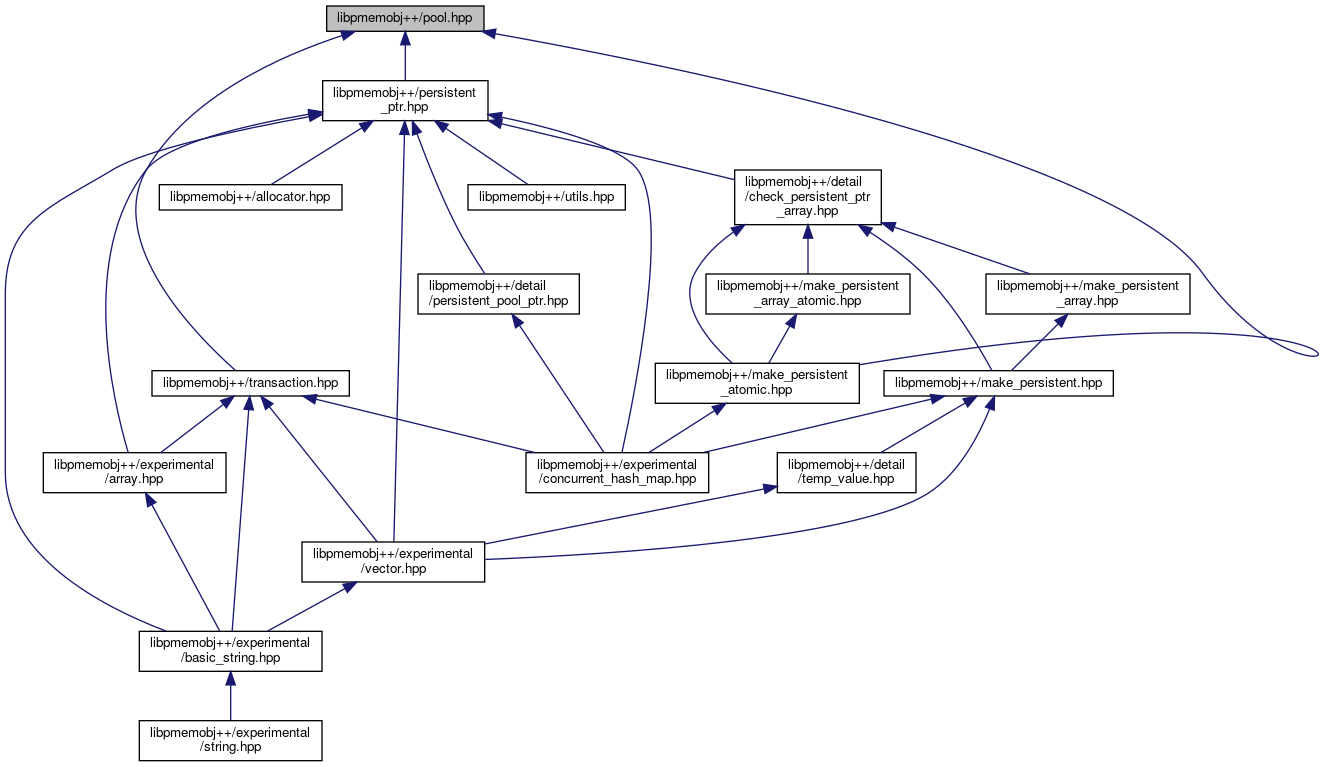 libpmemobj++/pool.hpp
libpmemobj++/persistent
_ptr.hpp
libpmemobj++/allocator.hpp
libpmemobj++/utils.hpp
libpmemobj++/detail
/check_persistent_ptr
_array.hpp
libpmemobj++/detail
/persistent_pool_ptr.hpp
libpmemobj++/make_persistent
_array_atomic.hpp
libpmemobj++/make_persistent
_array.hpp
libpmemobj++/transaction.hpp
libpmemobj++/make_persistent
_atomic.hpp
libpmemobj++/make_persistent.hpp
libpmemobj++/experimental
/array.hpp
libpmemobj++/experimental
/concurrent_hash_map.hpp
libpmemobj++/detail
/temp_value.hpp
libpmemobj++/experimental
/vector.hpp
libpmemobj++/experimental
/basic_string.hpp
libpmemobj++/experimental
/string.hpp